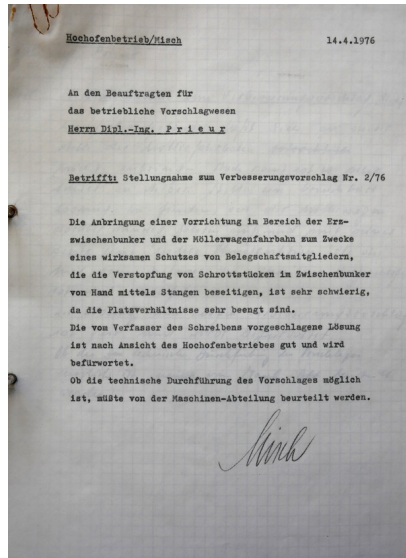 Hochofenbetrieb/Misch 14.4.1976
An den Beauftragten für
das betriebliche Vorschlagwesen
Herrn Dipl.-Ing. P r i e u r
Betrifft: Stellungnahme zum Verbesserungsvorschlag Nr. 2/76
Die Anbringung einer Vorrichtung im Bereich der Erz-
zwischenbunker und der Möllerwagenfahrbahn zum Zwecke
eines wirksamen Schutzes von Belegschaftmitgliedern,
die die Verstopfung von Schrottstücken im Zwischenbunker
von Hand mittels Stangen beseitigen, ist sehr schwierig,
da die Platzverhältnisse sehr beengt sind.
Die vom Verfasser des Schreibens vorgeschlagene Lösung
ist nach Ansicht des Hochofenbetriebes gut und wird
befürwortet.
Ob die technische Durchführung des Vorschlages möglich
ist, müßte von der Maschinen-Abteilung beurteilt werden.
Misch